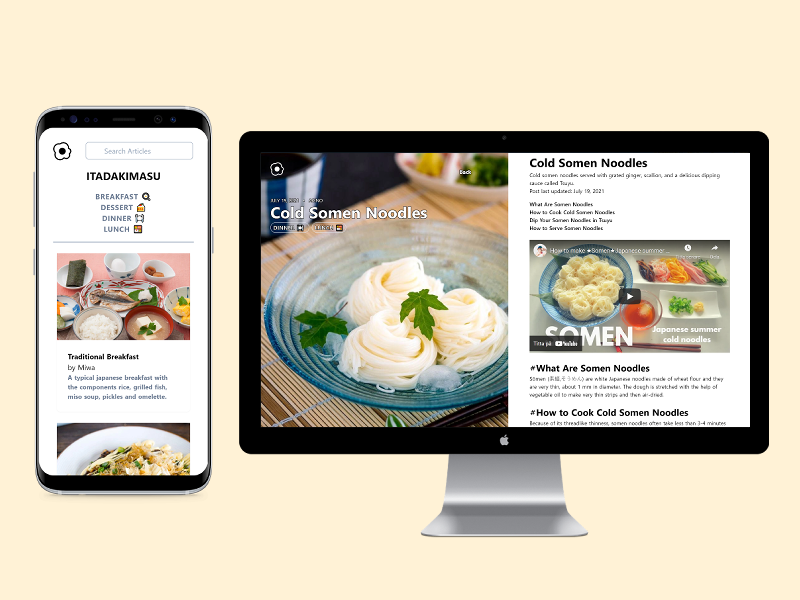 Search Articles
ITADAKIMASU
BREAKFAST
DESSERT
DINNER
LUNCH
Traditional Breakfast
by Miwa
A typical japanese breakfast with
the components rice, grilled fish,
miso soup, pickles and omelette.
Back
JULY 19
Cold Somen Noodles
DINNER
LUNCH
Cold Somen Noodles
Cold somen noodles served with grated ginger, scallion, and a delicious dipping
sauce called Tsuyu.
Post last updated: July 19, 2021
What Are Somen Noodles
How to Cook Cold Somen Noodles
Dip Your Somen Noodles in Tsuyu
How to Serve Somen Noodles
How to make ★Somen★Japanese summer ...
SOMEN
Japanese summer
cold noodles
Titta på YouTube
#What Are Somen Noodles
Sōmen (素麺,そうめん) are white Japanese noodles made of wheat flour and they
are very thin, about 1 mm in diameter. The dough is stretched with the help of
vegetable oil to make very thin strips and then air-dried.
#How to Cook Cold Somen Noodles
Because of its threadlike thinness, somen noodles often take less than 3-4 minutes